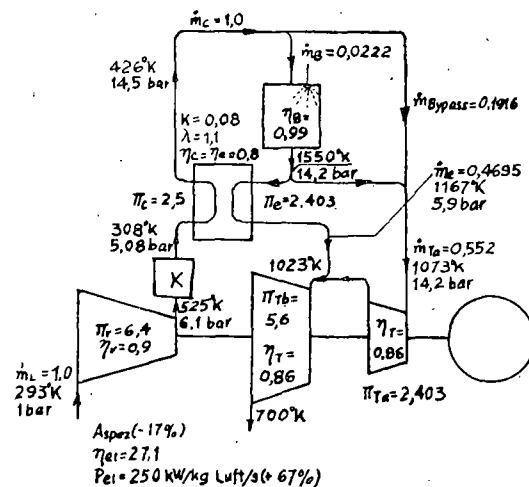 ṁc = 1,0
ṁB = 0,0222
426°K
14,5 bar
ηB =
0,99
ṁBypass = 0,1916
K = 0,08
λ = 1,1
ηc = ηe = 0,8
1550°K
14,2 bar
ṁe = 0,4695
1167°K
5,9 bar
Πc = 2,5
Πe = 2.403
308°K
5,08 bar
ṁTa = 0,552
1073°K
14,2 bar
1023°K
K
525°K
6,1 bar
ΠTb =
5,6
ηT =
0,86
ηT =
0,86
Πv = 6,4
ηv = 0,9
ṁL = 1,0
293°K
1 bar
ΠTa = 2,403
700°K
Aspez (-17%)
ηel = 27,1
Pel = 250 KW/kg Luft/s (+ 67%)